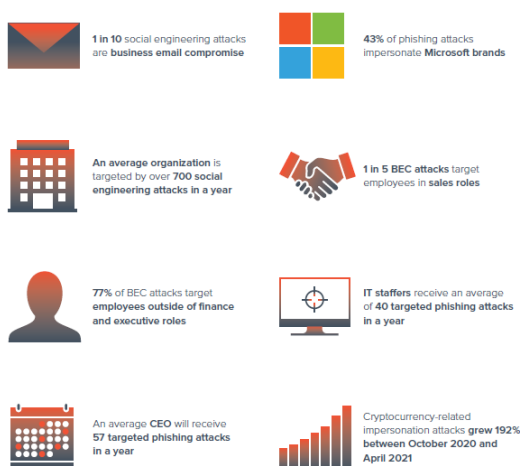 1 in 10 social engineering attacks
are business email compromise
43% of phishing attacks
impersonate Microsoft brands
An average organization is
targeted by over 700 social
engineering attacks in a year
1 in 5 BEC attacks target
employees in sales roles
77% of BEC attacks target
employees outside of finance
and executive roles
IT staffers receive an average
of 40 targeted phishing attacks
in a year
An average CEO will receive
57 targeted phishing attacks
in a year
Cryptocurrency-related
impersonation attacks grew 192%
between October 2020 and
April 2021